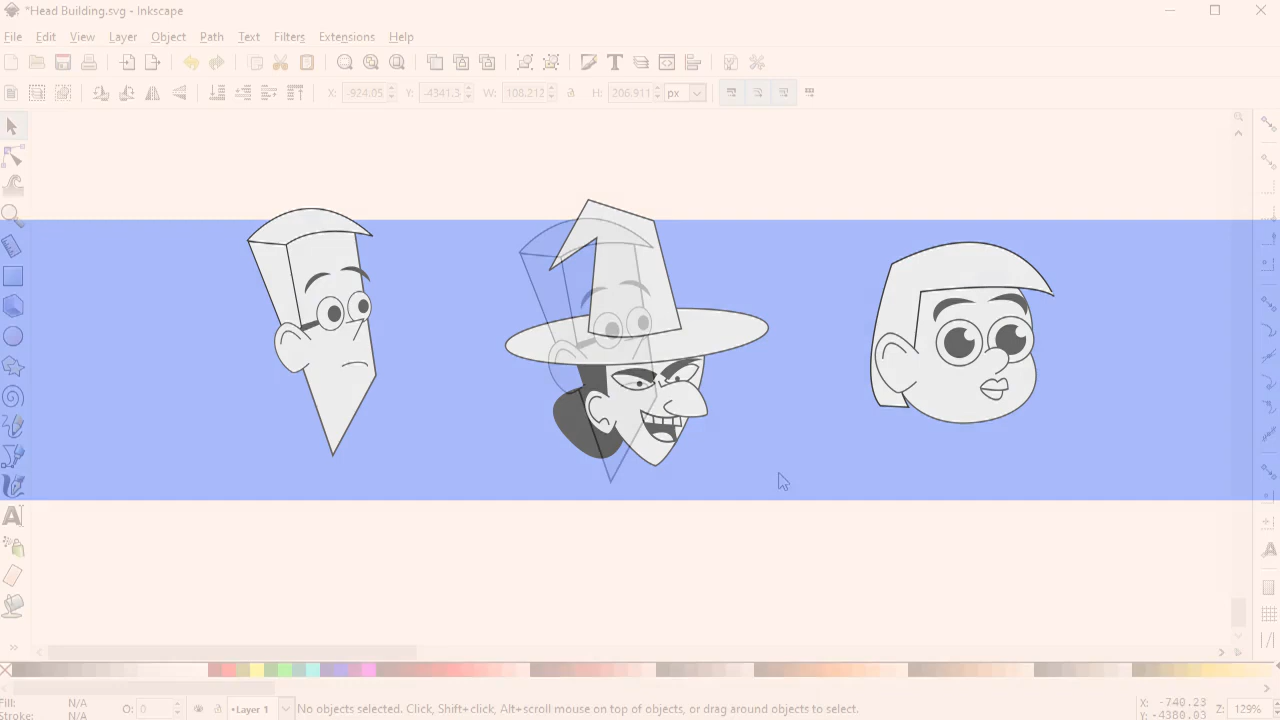 *Head Building.svg - Inkscape
File Edit View Layer Object Path Text Filters Extensions Help
X: -924.05 Y: -4341.3 W: 108.212 H: 206.911 px
Fill: N/A O: 0 •Layer 1 No objects selected. Click, Shift+click, Alt+scroll mouse on top of objects, or drag around objects to select. X: -740.23 Z: 129%
Stroke: N/A Y: -4380.03